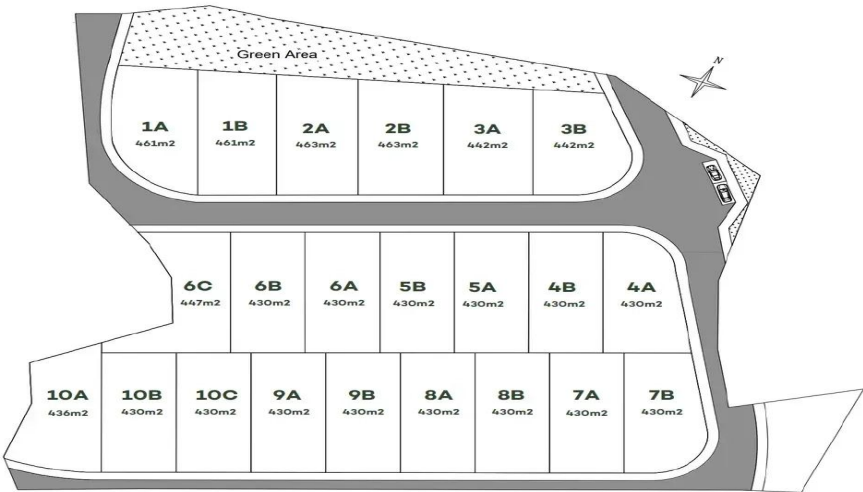 Green Area
N
1A
461m2
1B
461m2
2A
463m2
2B
463m2
3A
442m2
3B
442m2
6C
447m2
6B
430m2
6A
430m2
5B
430m2
5A
430m2
4B
430m2
4A
430m2
10A
436m2
10B
430m2
10C
430m2
9A
430m2
9B
430m2
8A
430m2
8B
430m2
7A
430m2
7B
430m2